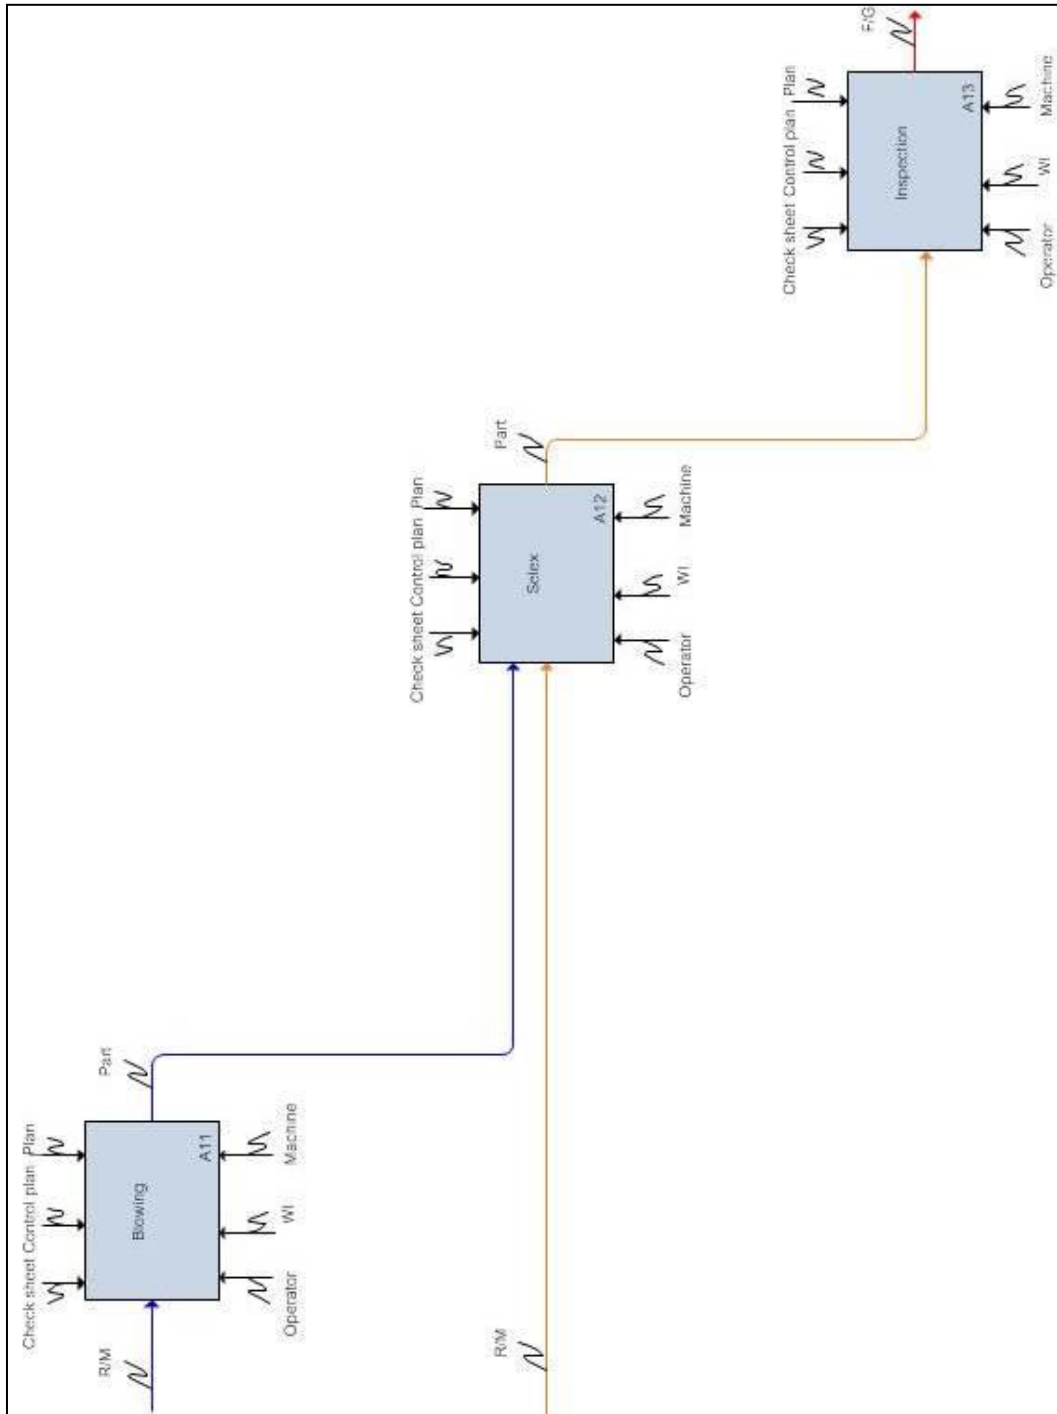 Check sheet Control plan Plan
R/M
Blowing
A11
Part
Operator
WI
Machine
R/M
Check sheet Control plan Plan
Selex
A12
Part
Operator
WI
Machine
Check sheet Control plan Plan
Inspection
A13
F/G
Operator
WI
Machine